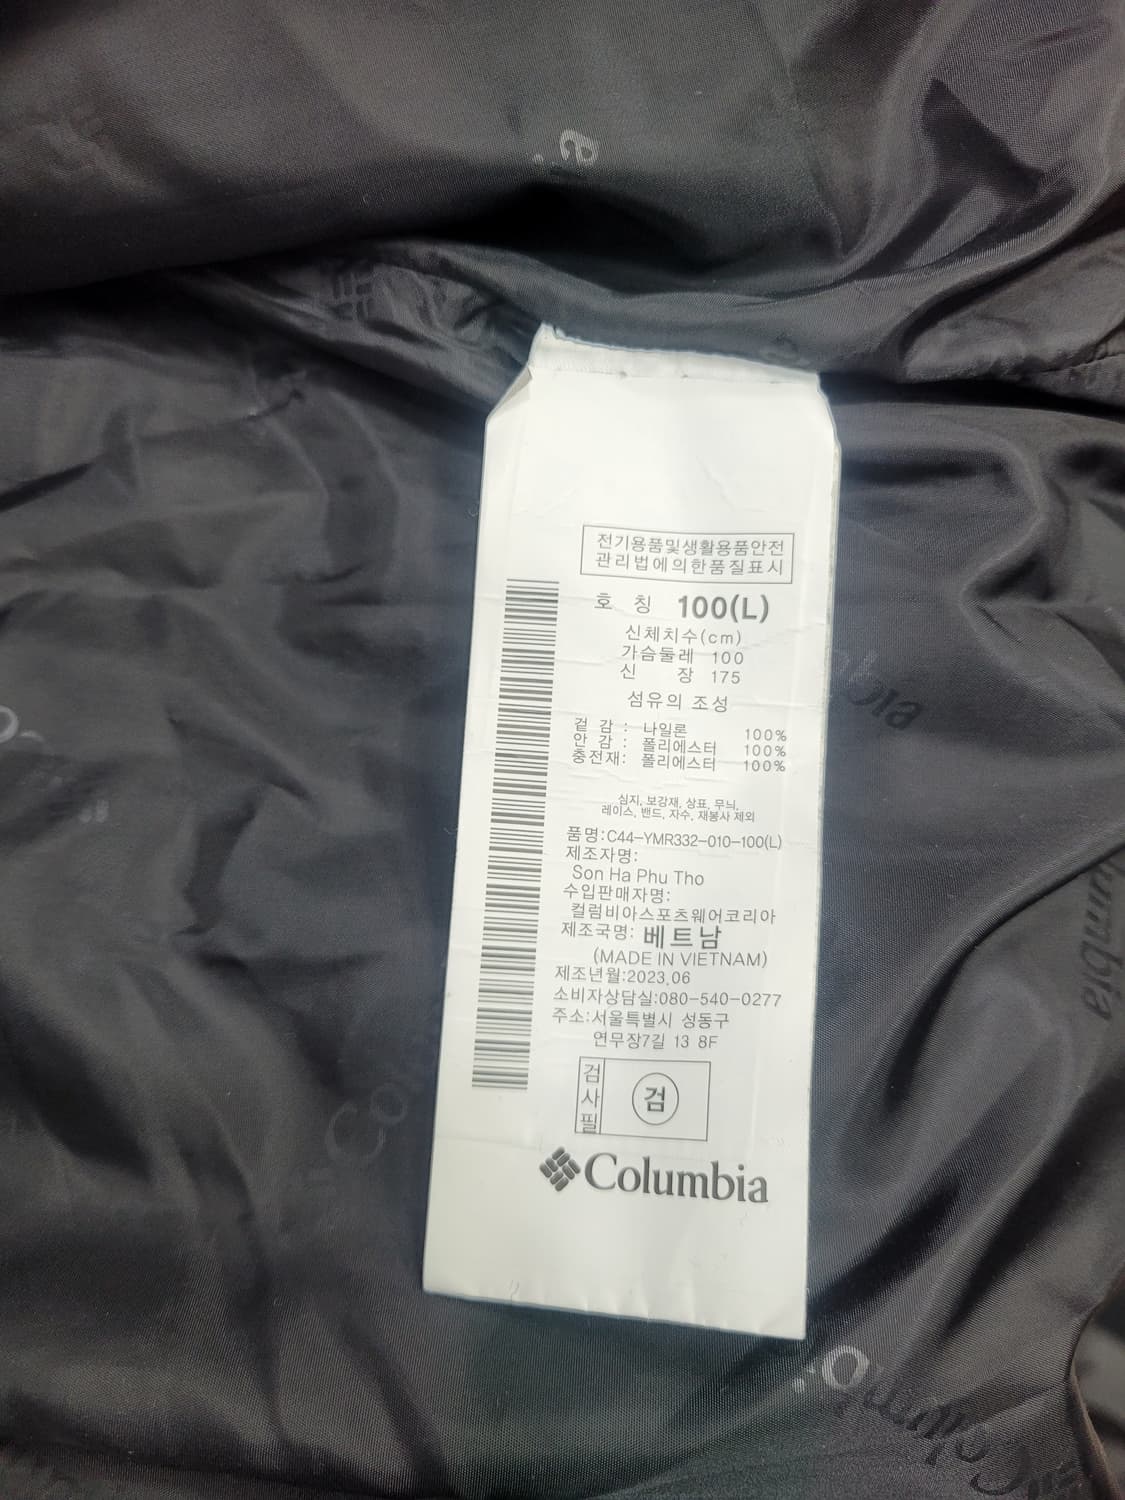 전기용품및생활용품안전
관리법에의한품질표시
호 칭 100(L)
신체치수(cm)
가슴둘레 100
신 장 175
섬유의 조성
겉 감 : 나일론 100%
안 감 : 폴리에스터 100%
충전재: 폴리에스터 100%
심지, 보강재, 상표, 무늬,
레이스, 밴드, 자수, 재봉사 제외
품명:C44-YMR332-010-100(L)
제조자명:
Son Ha Phu Tho
수입판매자명:
컬럼비아스포츠웨어코리아
제조국명: 베트남
(MADE IN VIETNAM)
제조년월:2023.06
소비자상담실:080-540-0277
주소:서울특별시 성동구
연무장7길 13 8F
검사필
검
Columbia
Columbia
Columbia